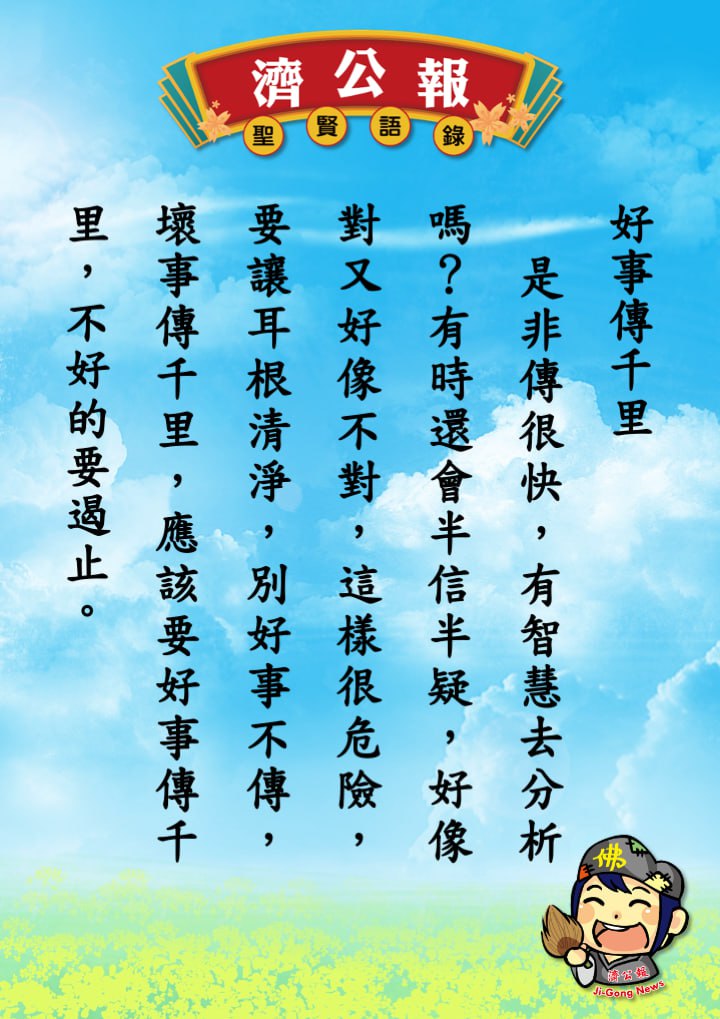 濟公報
聖賢語錄
好事傳千里
是非傳很快，有智慧去分析
嗎？有時還會半信半疑，好像
對又好像不對，這樣很危險，
要讓耳根清淨，別好事不傳，
壞事傳千里，應該要好事傳千
里，不好的要遏止。
佛
濟公報
Ji-Gong News